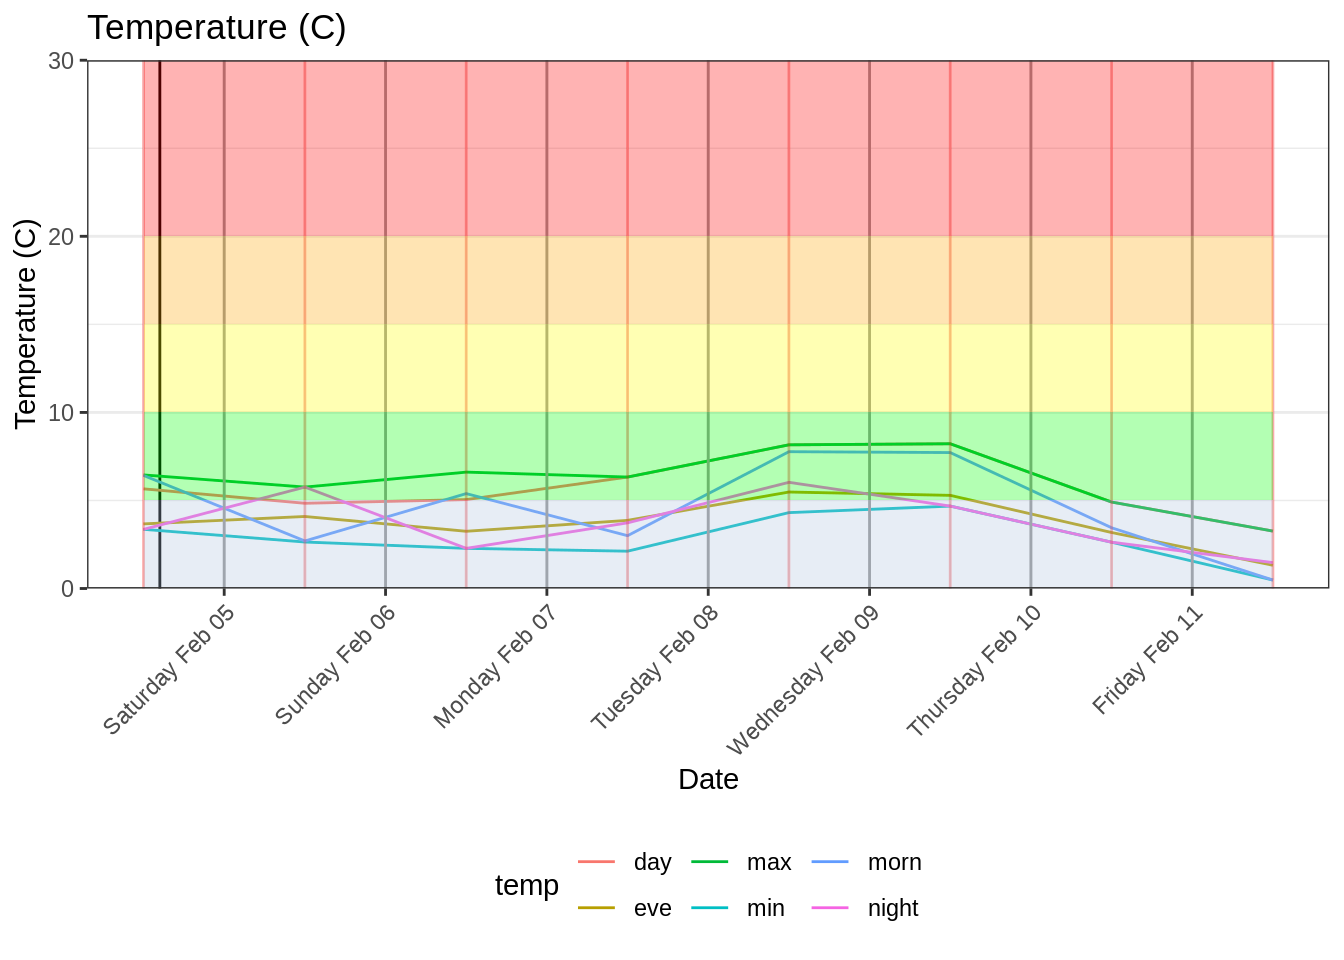 Temperature (C)
30
20
10
0
Temperature (C)
Saturday Feb 05
Sunday Feb 06
Monday Feb 07
Tuesday Feb 08
Wednesday Feb 09
Thursday Feb 10
Friday Feb 11
Date
temp
day
max
morn
eve
min
night